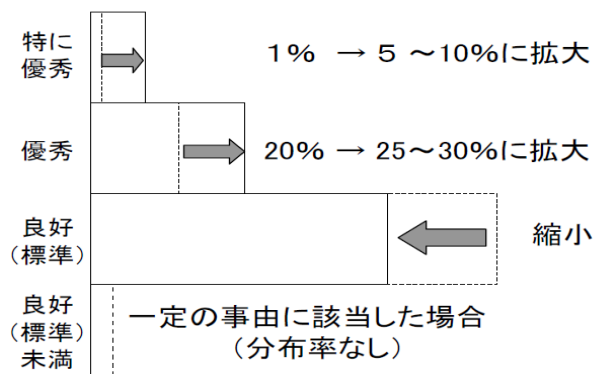 特に
優秀
1% → 5 ~10%に拡大
優秀
20% → 25~30%に拡大
良好
(標準)
縮小
良好
(標準)
未満
一定の事由に該当した場合
(分布率なし)